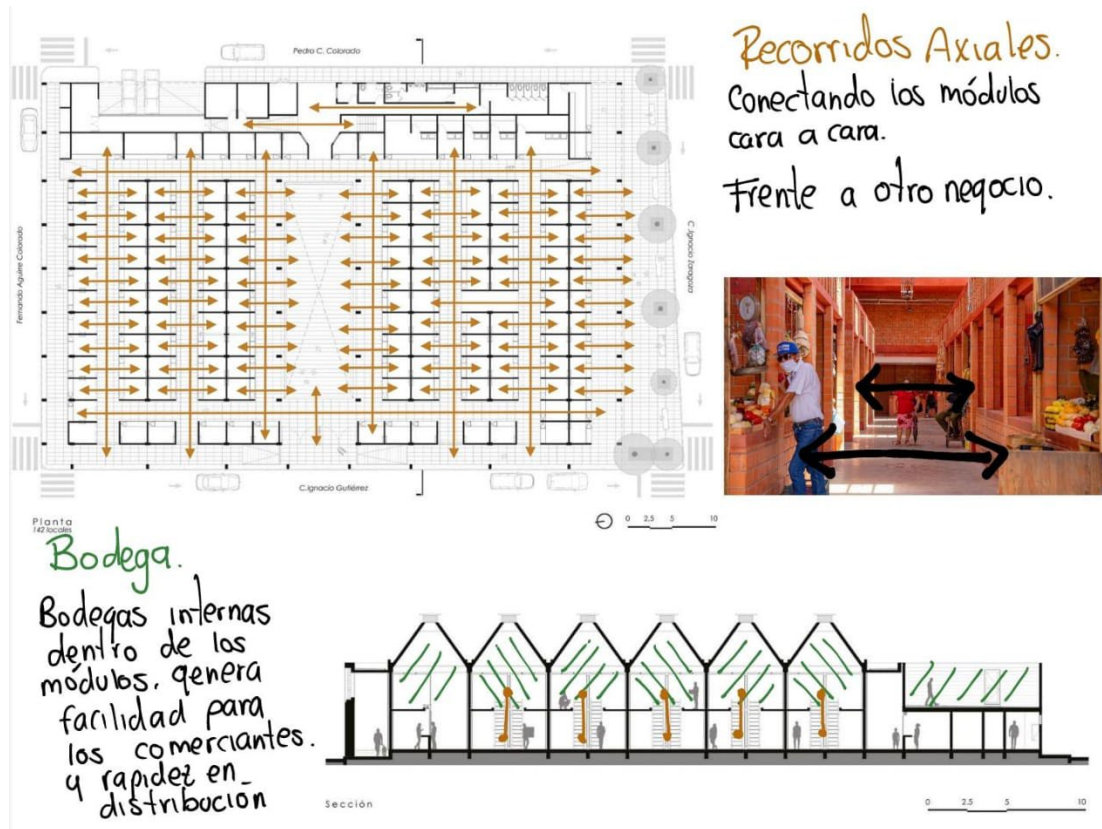 Pedro C. Colorado
Fernando Aguirre Colorado
C.Ignacio Zaragoza
C.Ignacio Gutiérrez
Planta
142 locales
0 2.5 5 10
Recorridos Axiales.
Conectando los módulos
cara a cara.
Frente a otro negocio.
Bodega.
Bodegas internas
dentro de los
módulos, genera
facilidad para
los comerciantes.
y rapidez en_
distribución
Sección
0 2.5 5 10